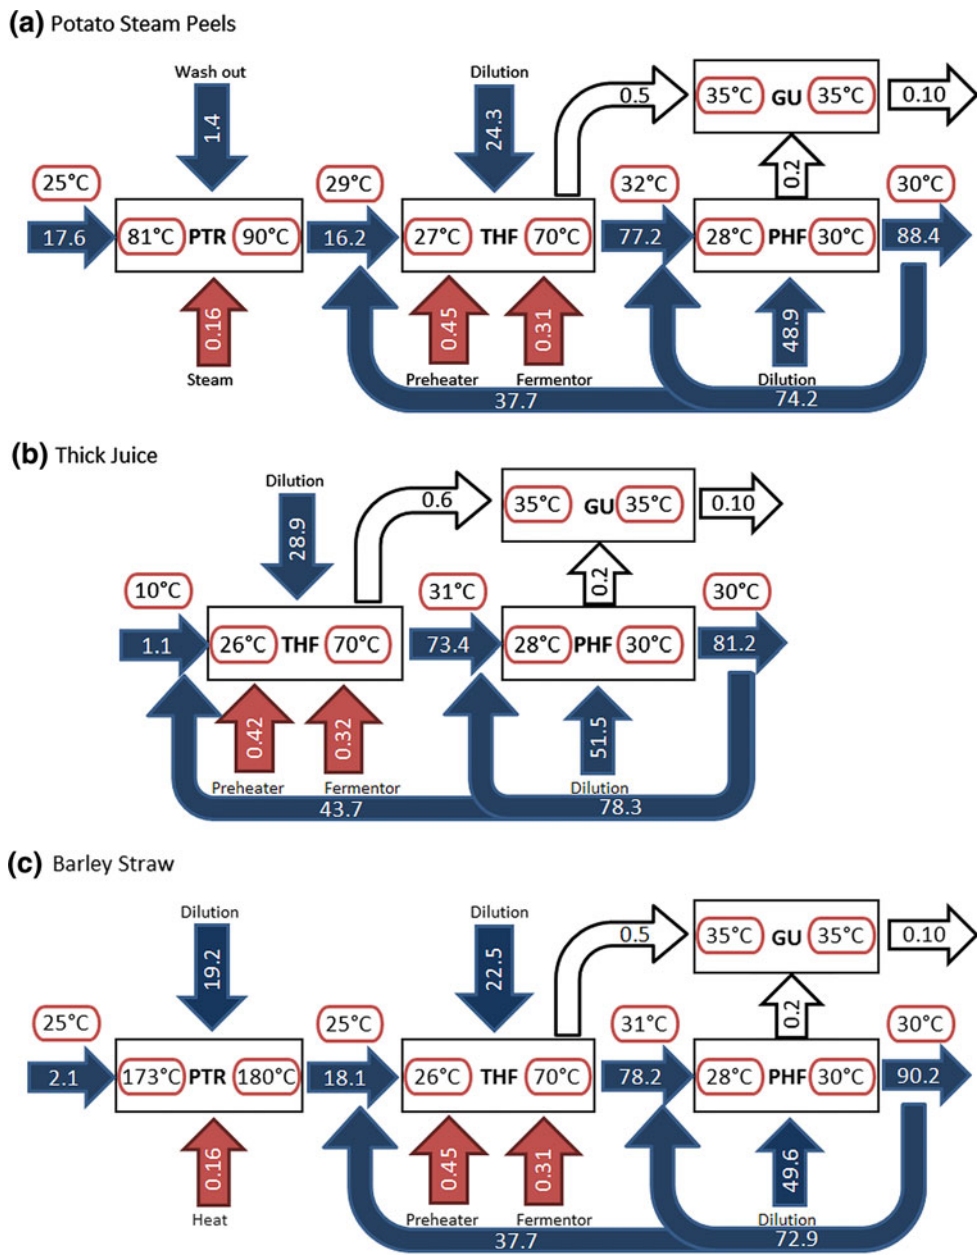 (a) Potato Steam Peels
Wash out
Dilution
1.4
24.3
0.5
35°C GU 35°C
0.10
25°C
29°C
32°C
30°C
0.2
17.6
81°C PTR 90°C
16.2
27°C THF 70°C
77.2
28°C PHF 30°C
88.4
0.16
0.45
0.31
48.9
Steam
Preheater
Fermentor
Dilution
37.7
74.2
(b) Thick Juice
Dilution
28.9
0.6
35°C GU 35°C
0.10
10°C
31°C
30°C
0.2
1.1
26°C THF 70°C
73.4
28°C PHF 30°C
81.2
0.42
0.32
51.5
Preheater
Fermentor
Dilution
43.7
78.3
(c) Barley Straw
Dilution
Dilution
19.2
22.5
0.5
35°C GU 35°C
0.10
25°C
25°C
31°C
30°C
0.2
2.1
173°C PTR 180°C
18.1
26°C THF 70°C
78.2
28°C PHF 30°C
90.2
0.16
0.45
0.31
49.6
Heat
Preheater
Fermentor
Dilution
37.7
72.9